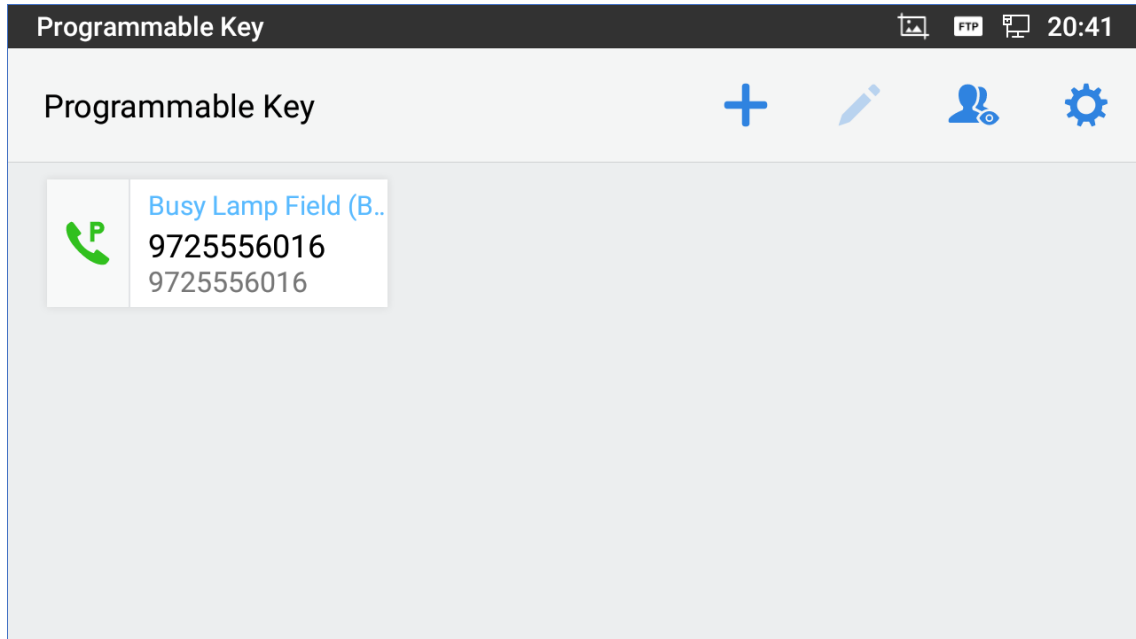 Programmable Key
FTP
20:41
Programmable Key
P
Busy Lamp Field (B..
9725556016
9725556016